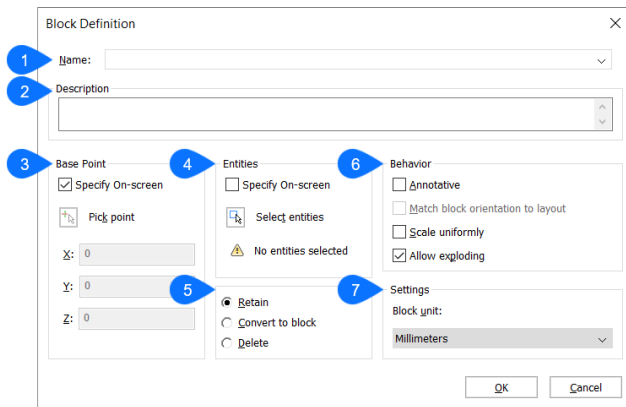 Block Definition
1
Name:
2
Description
3
Base Point
Specify On-screen
Pick point
X: 0
Y: 0
Z: 0
4
Entities
Specify On-screen
Select entities
No entities selected
5
Retain
Convert to block
Delete
6
Behavior
Annotative
Match block orientation to layout
Scale uniformly
Allow exploding
7
Settings
Block unit:
Millimeters
OK
Cancel